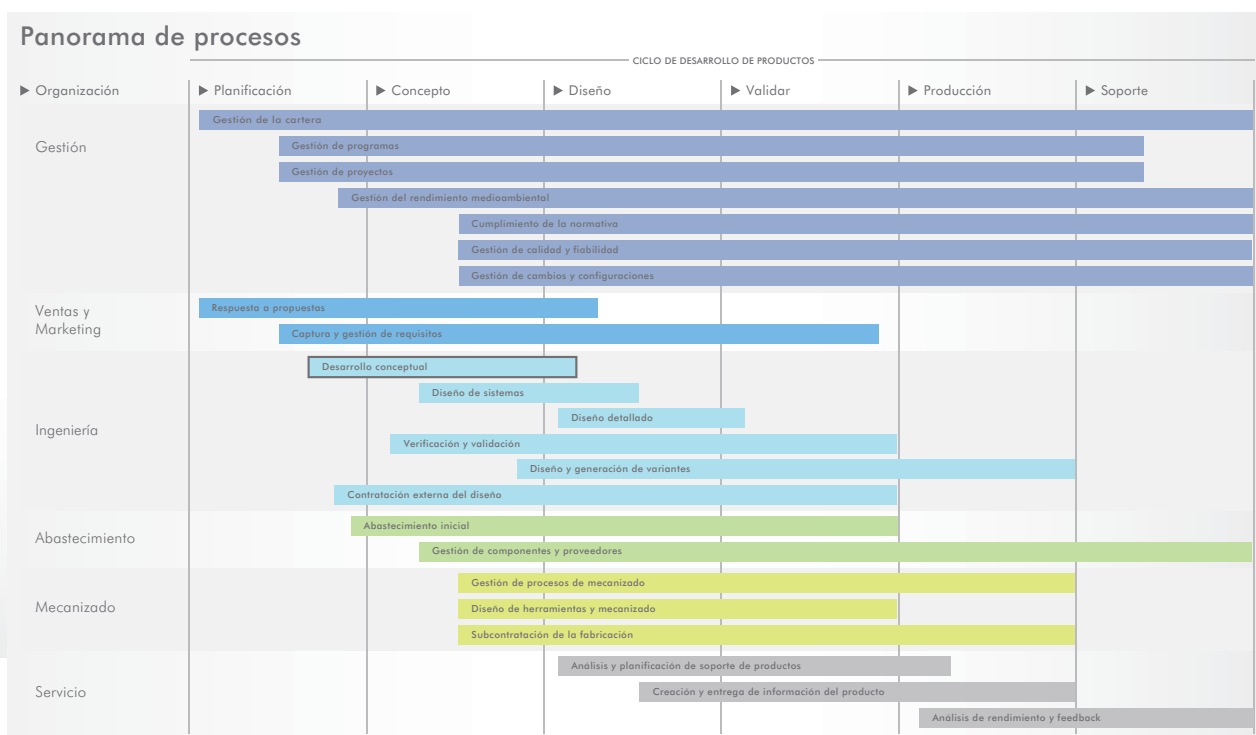 Panorama de procesos
CICLO DE DESARROLLO DE PRODUCTOS
▶ Organización ▶ Planificación ▶ Concepto ▶ Diseño ▶ Validar ▶ Producción ▶ Soporte
Gestión
Gestión de la cartera
Gestión de programas
Gestión de proyectos
Gestión del rendimiento medioambiental
Cumplimiento de la normativa
Gestión de calidad y fiabilidad
Gestión de cambios y configuraciones
Ventas y
Marketing
Respuesta a propuestas
Captura y gestión de requisitos
Ingeniería
Desarrollo conceptual
Diseño de sistemas
Diseño detallado
Verificación y validación
Diseño y generación de variantes
Contratación externa del diseño
Abastecimiento
Abastecimiento inicial
Gestión de componentes y proveedores
Mecanizado
Gestión de procesos de mecanizado
Diseño de herramientas y mecanizado
Subcontratación de la fabricación
Servicio
Análisis y planificación de soporte de productos
Creación y entrega de información del producto
Análisis de rendimiento y feedback